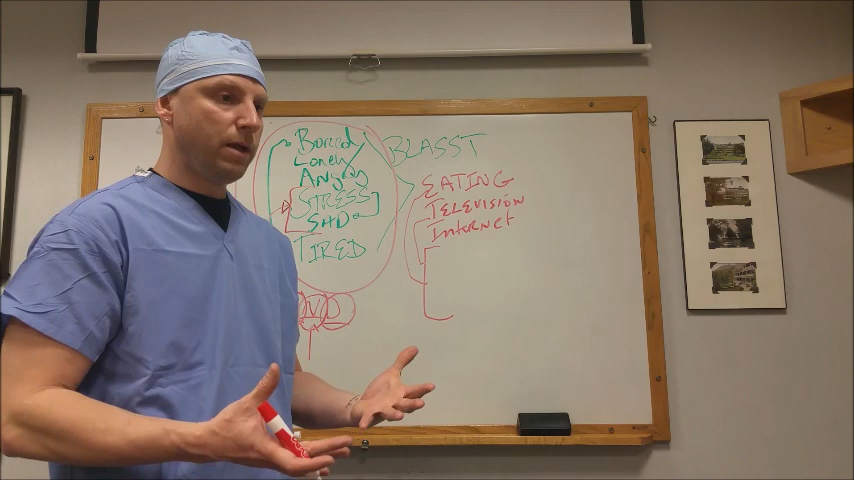 Bored
Lonely
Angry
STRESS
SAD
TIRED
BLASST
EATING
TELEVISION
Internet